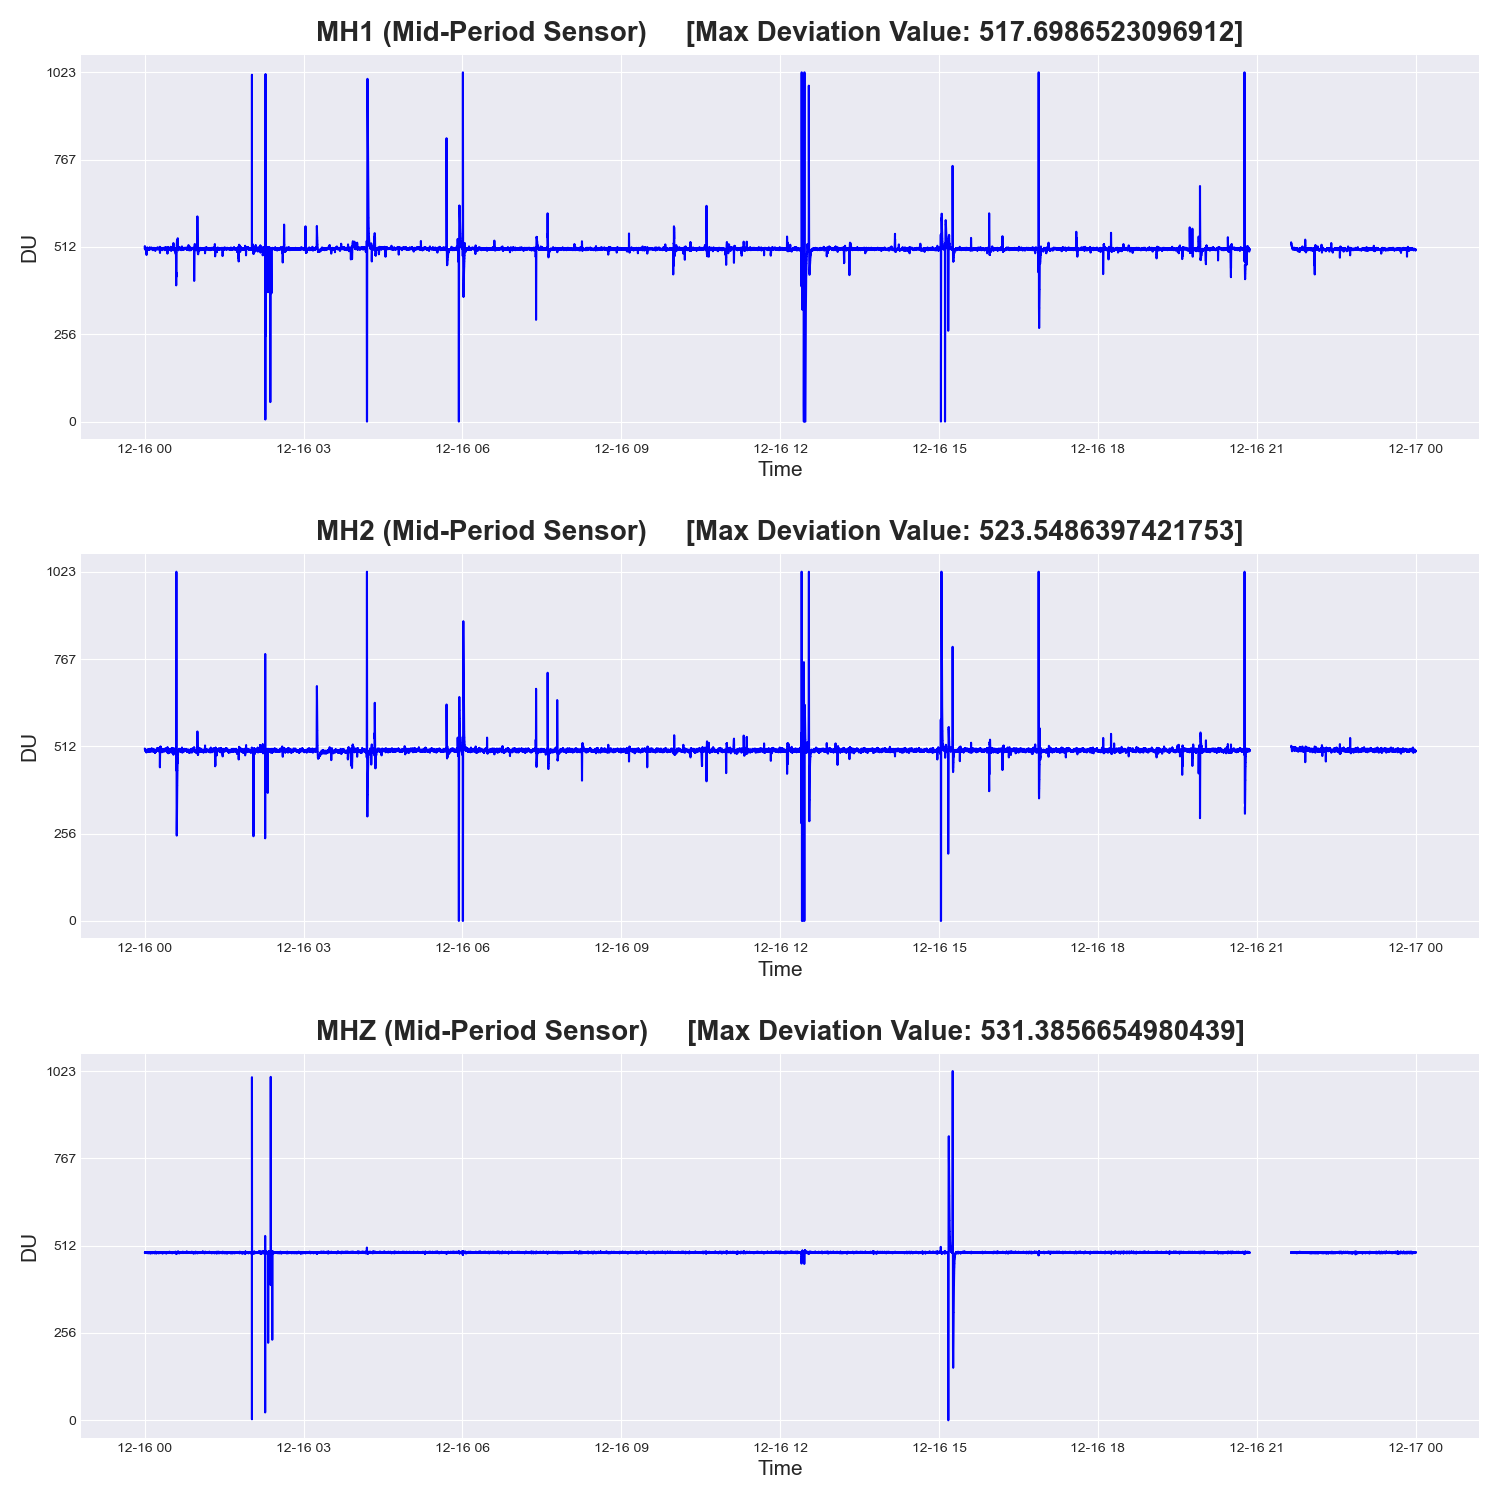 MH1 (Mid-Period Sensor) [Max Deviation Value: 517.6986523096912]
1023
767
512
256
0
DU
12-16 00 12-16 03 12-16 06 12-16 09 12-16 12 12-16 15 12-16 18 12-16 21 12-17 00
Time
MH2 (Mid-Period Sensor) [Max Deviation Value: 523.5486397421753]
1023
767
512
256
0
DU
12-16 00 12-16 03 12-16 06 12-16 09 12-16 12 12-16 15 12-16 18 12-16 21 12-17 00
Time
MHZ (Mid-Period Sensor) [Max Deviation Value: 531.3856654980439]
1023
767
512
256
0
DU
12-16 00 12-16 03 12-16 06 12-16 09 12-16 12 12-16 15 12-16 18 12-16 21 12-17 00
Time